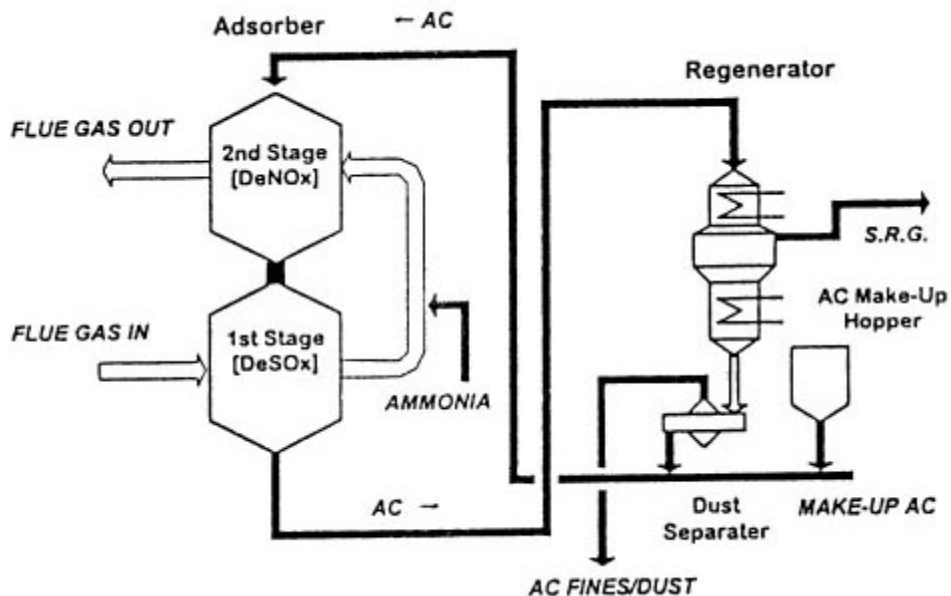 Adsorber
← AC
Regenerator
FLUE GAS OUT
2nd Stage
[DeNOx]
S.R.G.
AC Make-Up
Hopper
FLUE GAS IN
1st Stage
[DeSOx]
AMMONIA
AC →
Dust
Separater
MAKE-UP AC
AC FINES/DUST